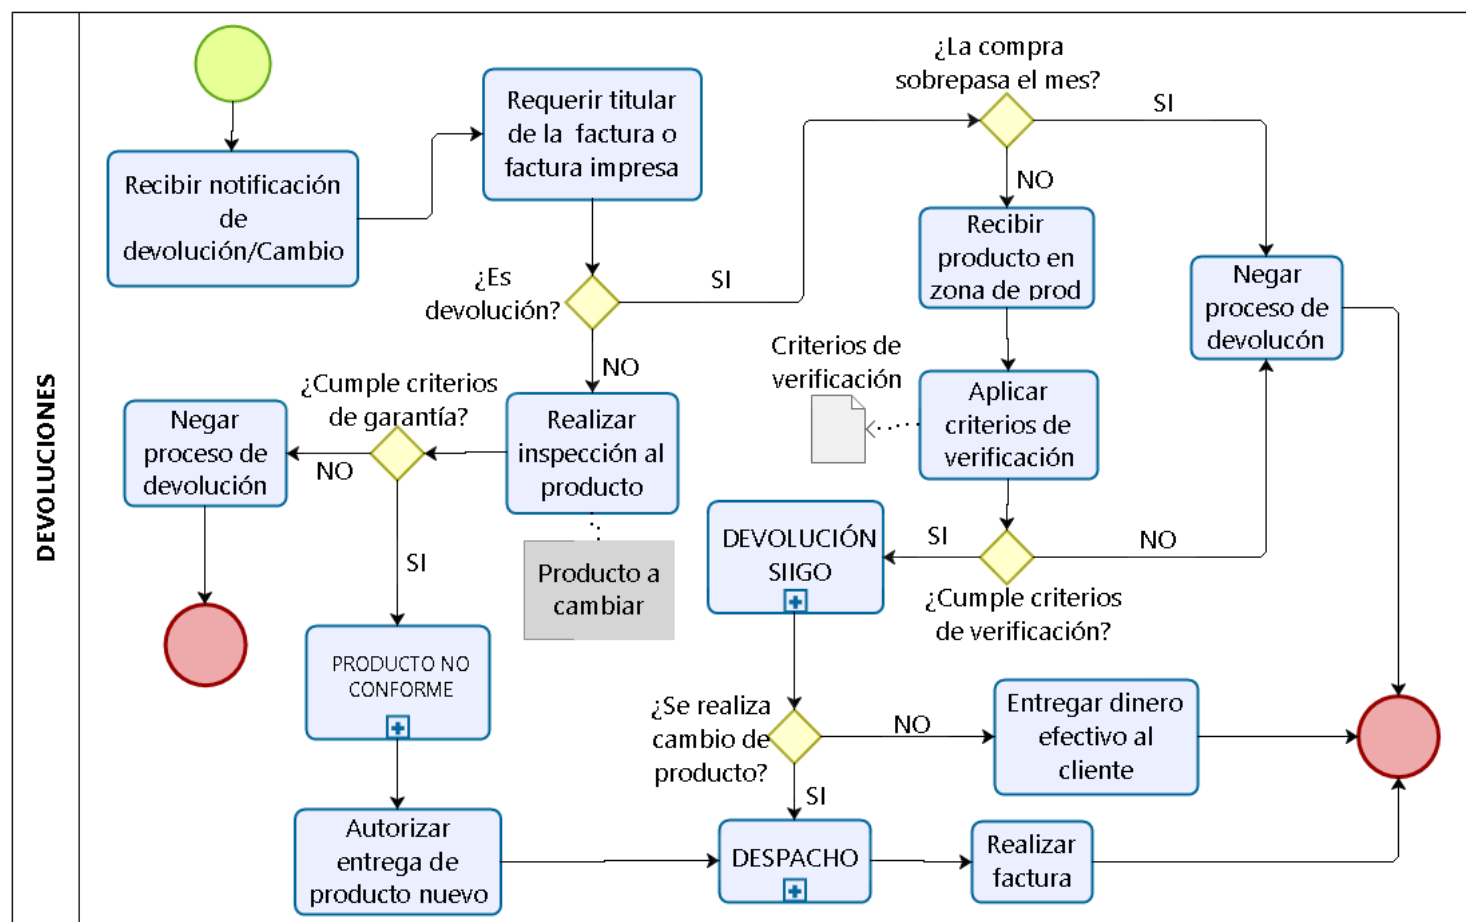 DEVOLUCIONES
Recibir notificación
de
devolución/Cambio
Requerir titular
de la factura o
factura impresa
¿Es
devolución?
SI
NO
¿La compra
sobrepasa el mes?
SI
NO
Recibir
producto en
zona de prod
Negar
proceso de
devolucón
Criterios de
verificación
Aplicar
criterios de
verificación
¿Cumple criterios
de verificación?
SI
NO
Realizar
inspección al
producto
Producto a
cambiar
¿Cumple criterios
de garantía?
NO
SI
Negar
proceso de
devolución
PRODUCTO NO
CONFORME
Autorizar
entrega de
producto nuevo
DEVOLUCIÓN
SIIGO
¿Se realiza
cambio de
producto?
NO
SI
Entregar dinero
efectivo al
cliente
DESPACHO
Realizar
factura